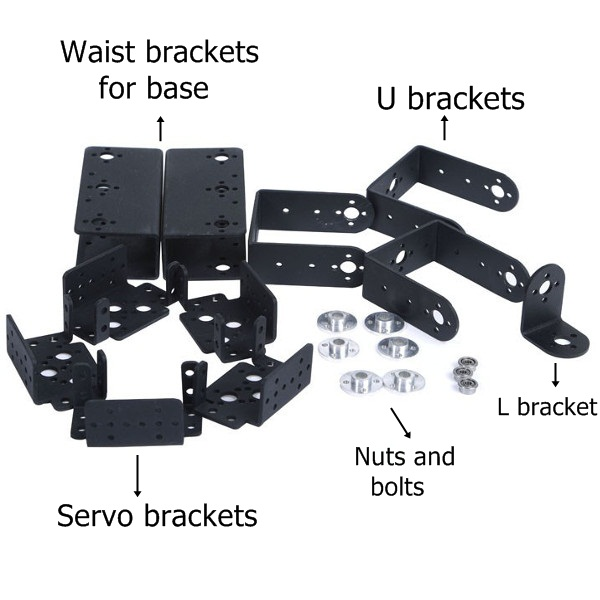 Waist brackets
for base
U brackets
L bracket
Nuts and
bolts
Servo brackets